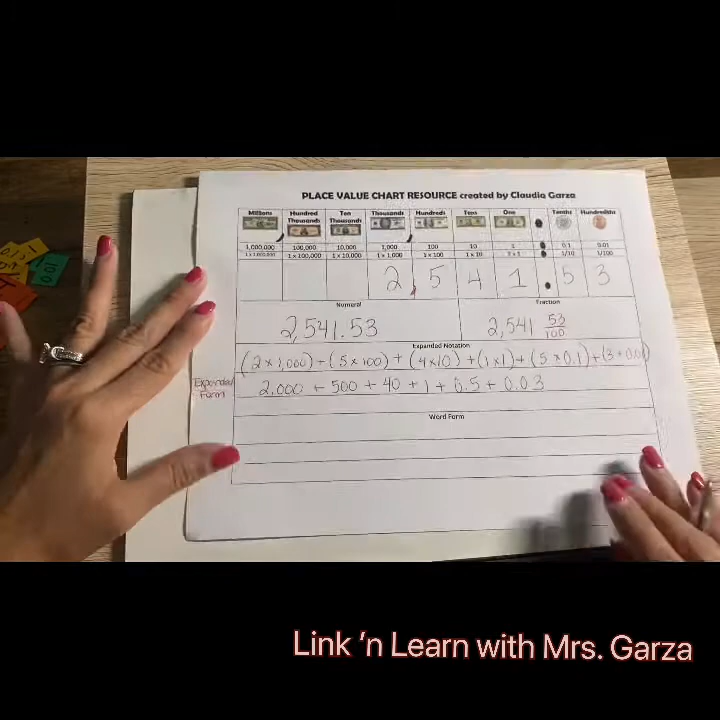 PLACE VALUE CHART RESOURCE created by Claudia Garza
Millions Hundred Thousands Ten Thousands Thousands Hundreds Tens One Tenths Hundredths
1,000,000 100,000 10,000 1,000 100 10 1 0.1 0.01
1 x 1,000,000 1 x 100,000 1 x 10,000 1 x 1,000 1 x 100 1 x 10 1 x 1 1/10 1/100
2, 5 4 1 . 5 3
Numeral Fraction
2,541.53 2,541 53/100
Expanded Notation
(2 x 1,000) + (5 x 100) + (4 x 10) + (1 x 1) + (5 x 0.1) + (3 x 0.01)
Expanded Form
2,000 + 500 + 40 + 1 + 0.5 + 0.03
Word Form
0.01
Link 'n Learn with Mrs. Garza